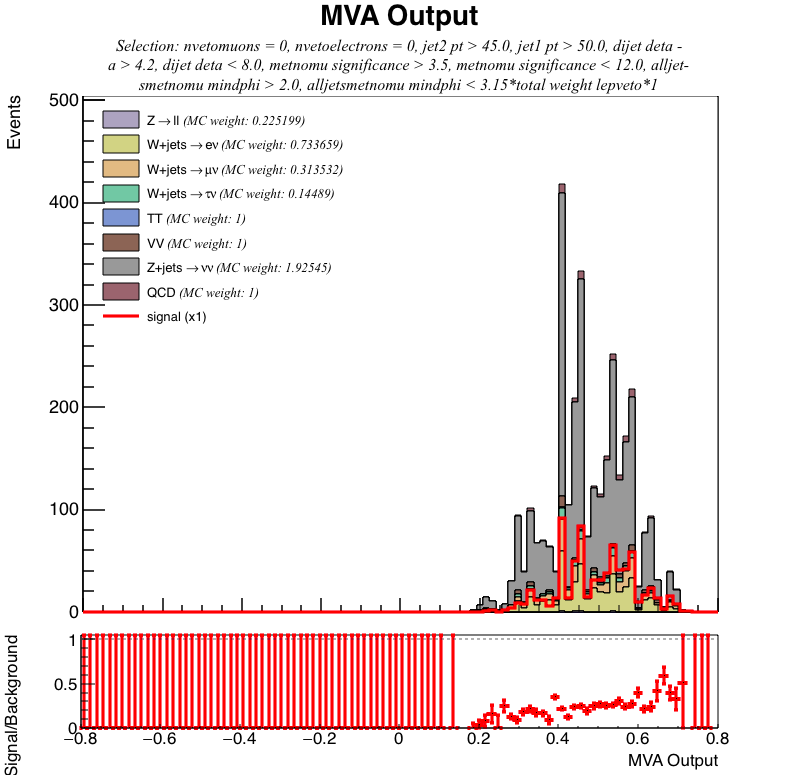 MVA Output
Selection: nvetomuons = 0, nvetoelectrons = 0, jet2 pt > 45.0, jet1 pt > 50.0, dijet deta -
a > 4.2, dijet deta < 8.0, metnomu significance > 3.5, metnomu significance < 12.0, alljet-
smetnomu mindphi > 2.0, alljetsmetnomu mindphi < 3.15*total weight lepveto*1
Events
500
400
300
200
100
0
Z→ll (MC weight: 0.225199)
W+jets→eν (MC weight: 0.733659)
W+jets→μν (MC weight: 0.313532)
W+jets→τν (MC weight: 0.14489)
TT (MC weight: 1)
VV (MC weight: 1)
Z+jets→νν (MC weight: 1.92545)
QCD (MC weight: 1)
signal (x1)
Signal/Background
1
0.5
0
−0.8 −0.6 −0.4 −0.2 0 0.2 0.4 0.6 0.8
MVA Output